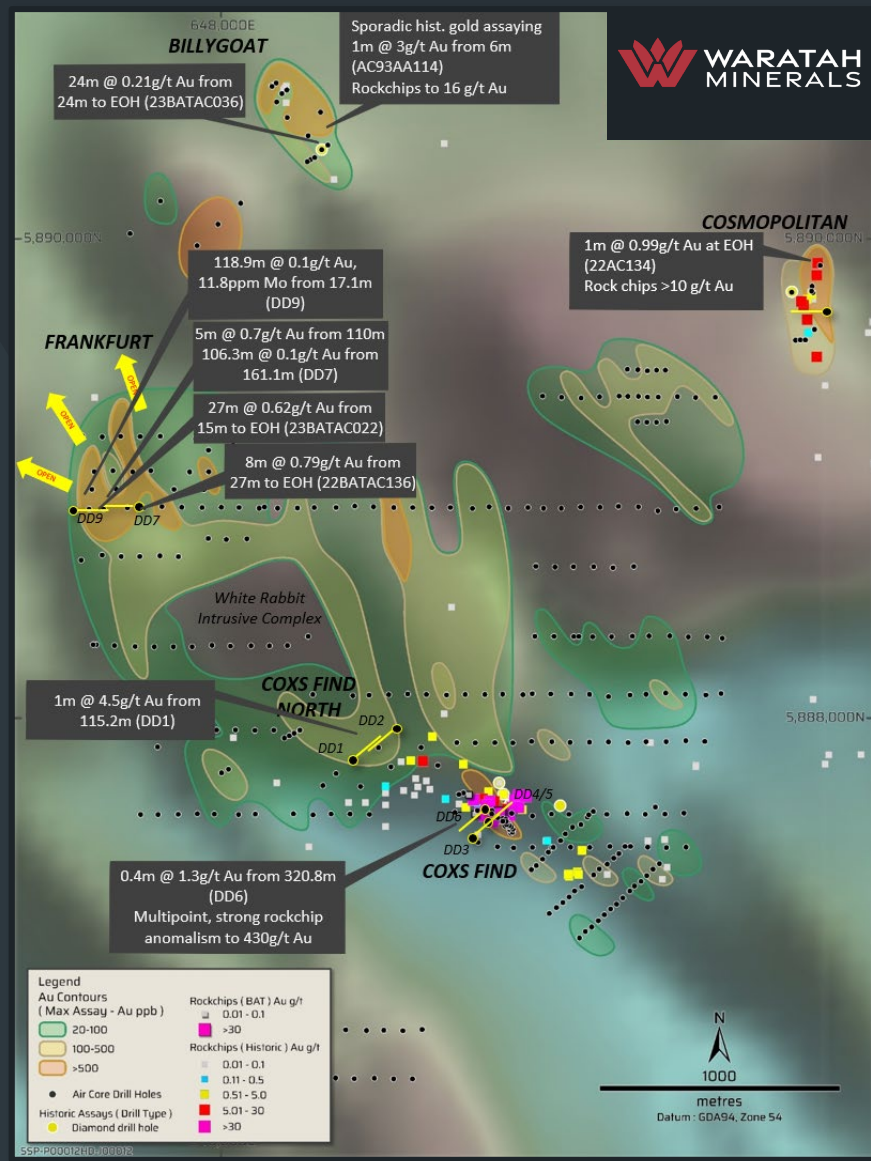 648,000E
BILLYGOAT
Sporadic hist. gold assaying
1m @ 3g/t Au from 6m
(AC93AA114)
Rockchips to 16 g/t Au
WARATAH
MINERALS
24m @ 0.21g/t Au from
24m to EOH (23BATAC036)
5,890,000N
COSMOPOLITAN
5,890,000N
1m @ 0.99g/t Au at EOH
(22AC134)
Rock chips >10 g/t Au
118.9m @ 0.1g/t Au,
11.8ppm Mo from 17.1m
(DD9)
FRANKFURT
5m @ 0.7g/t Au from 110m
106.3m @ 0.1g/t Au from
161.1m (DD7)
OPEN
OPEN
OPEN
27m @ 0.62g/t Au from
15m to EOH (23BATAC022)
8m @ 0.79g/t Au from
27m to EOH (22BATAC136)
DD9
DD7
White Rabbit
Intrusive Complex
COXS FIND
NORTH
1m @ 4.5g/t Au from
115.2m (DD1)
DD2
DD1
5,888,000N
DD4/5
DD6
DD3
COXS FIND
0.4m @ 1.3g/t Au from 320.8m
(DD6)
Multipoint, strong rockchip
anomalism to 430g/t Au
Legend
Au Contours
( Max Assay - Au ppb )
20-100
100-500
>500
Air Core Drill Holes
Historic Assays ( Drill Type )
Diamond drill hole
Rockchips ( BAT ) Au g/t
0.01 - 0.1
>30
Rockchips ( Historic ) Au g/t
0.01 - 0.1
0.11 - 0.5
0.51 - 5.0
5.01 - 30
>30
N
1000
metres
Datum : GDA94, Zone 54